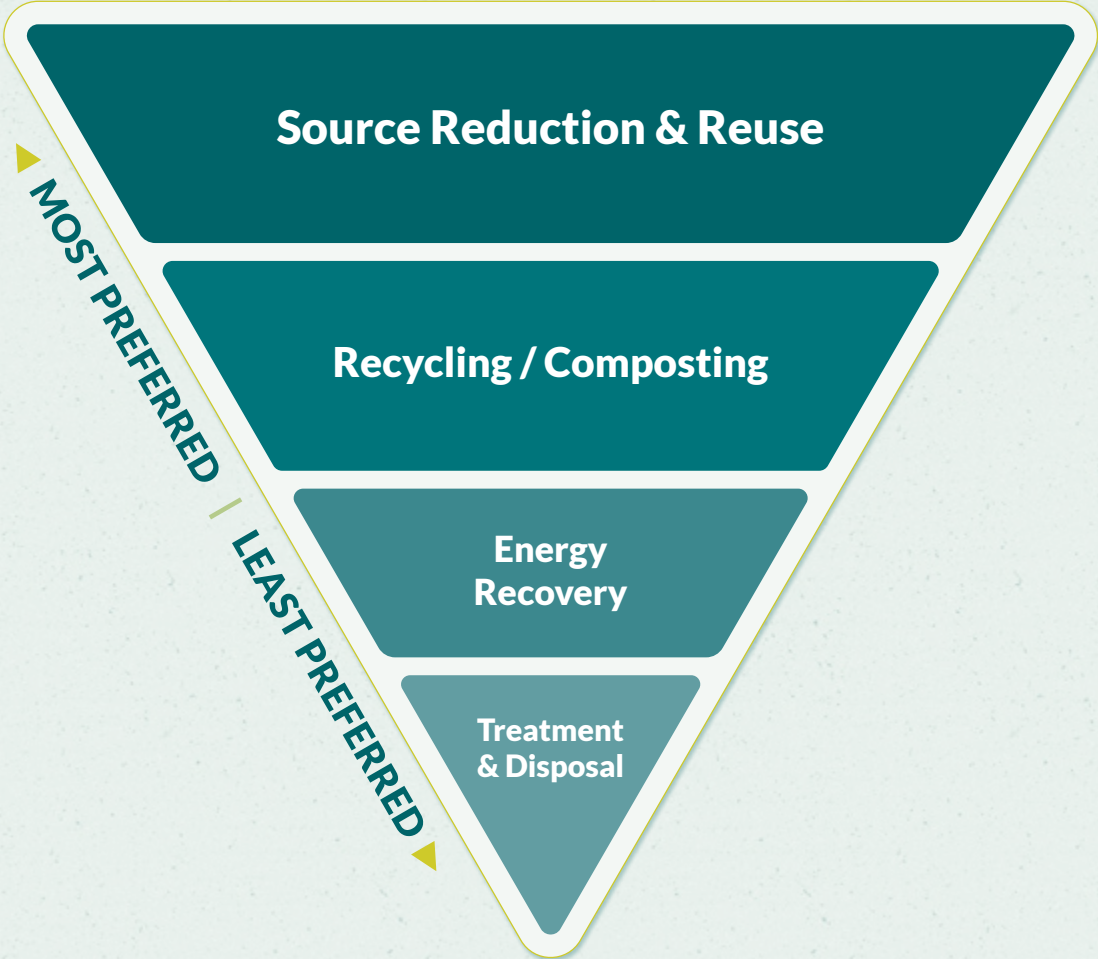 Source Reduction & Reuse
MOST PREFERRED
Recycling / Composting
LEAST PREFERRED
Energy
Recovery
Treatment
& Disposal